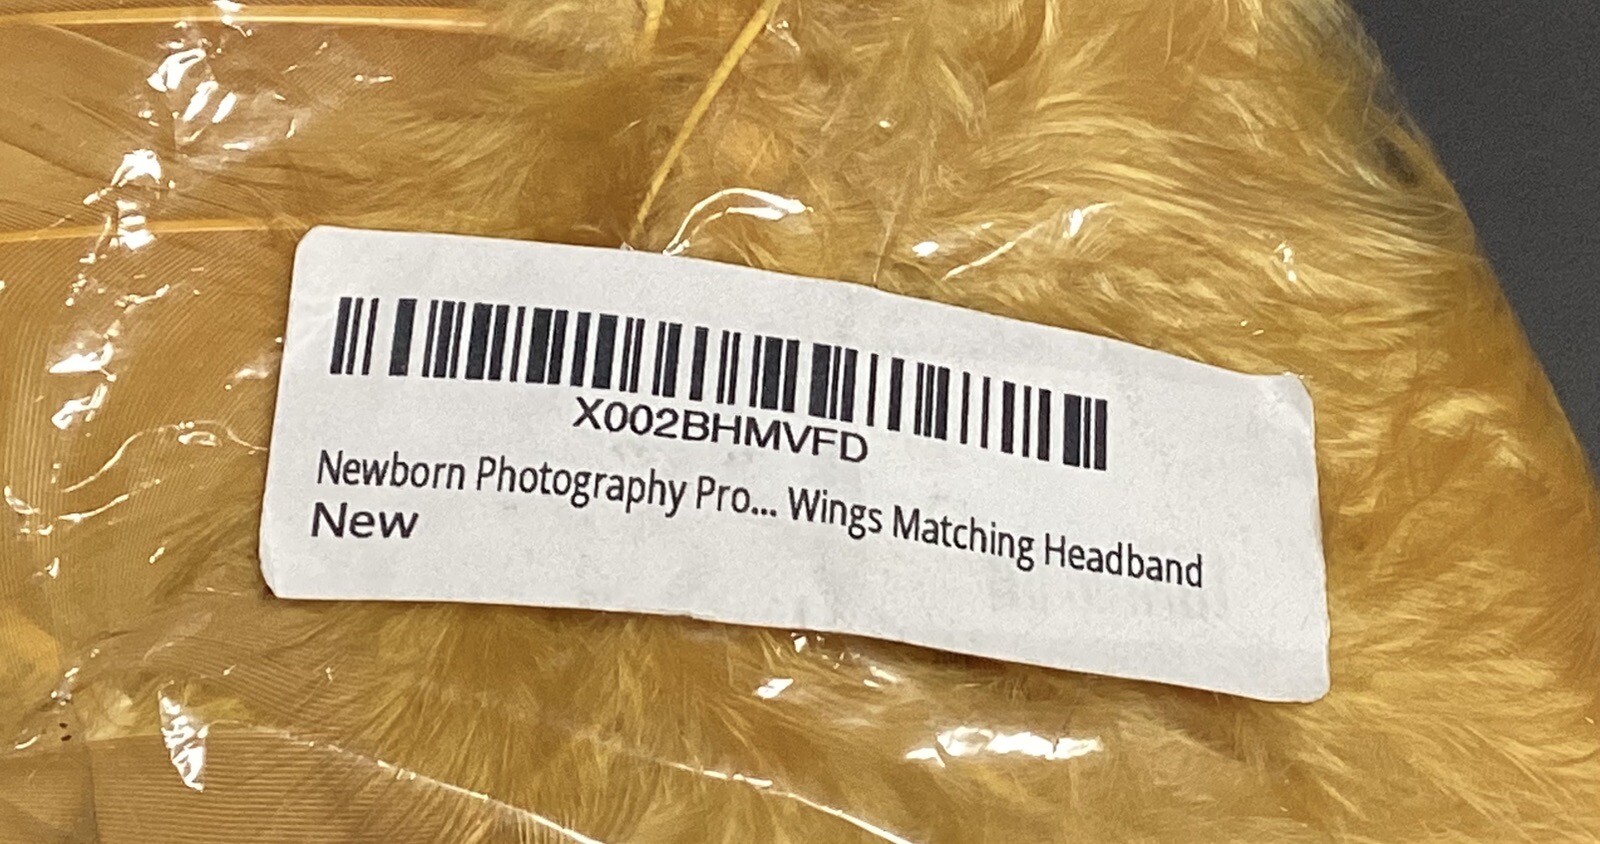 X002BHMVFD
Newborn Photography Pro... Wings Matching Headband
New